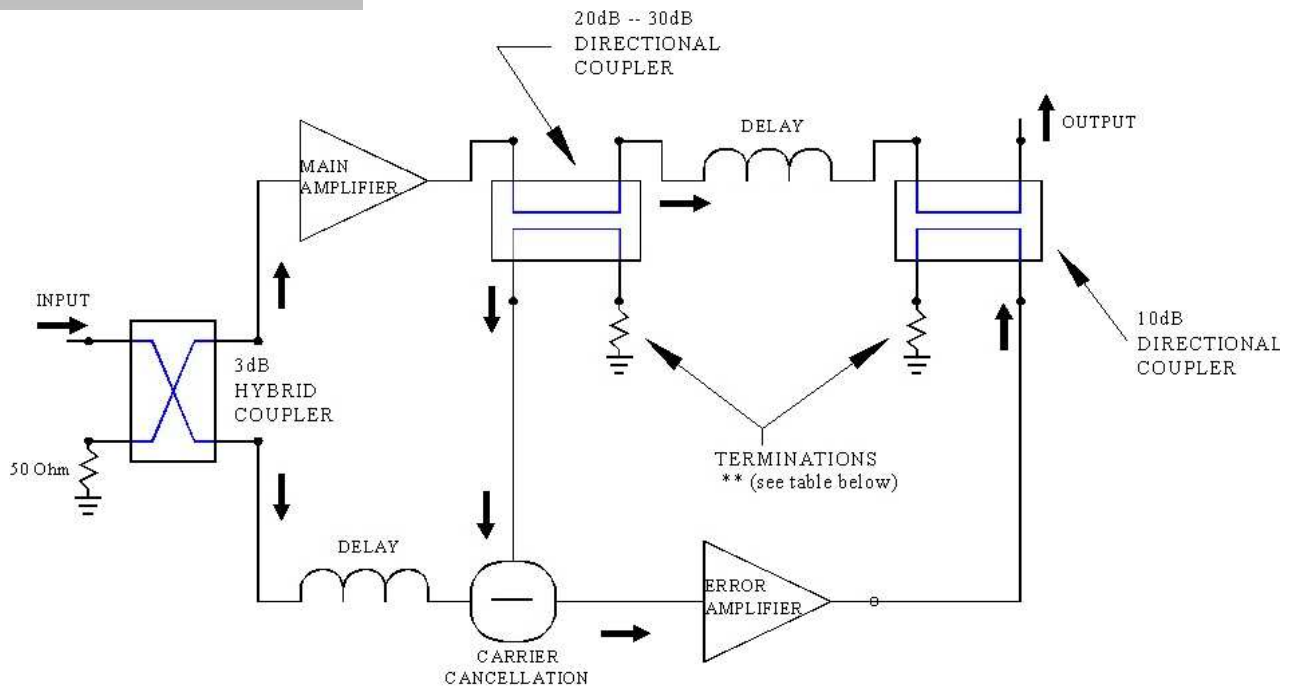 20dB -- 30dB
DIRECTIONAL
COUPLER
DELAY
OUTPUT
MAIN
AMPLIFIER
INPUT
3dB
HYBRID
COUPLER
10dB
DIRECTIONAL
COUPLER
50 Ohm
TERMINATIONS
** (see table below)
DELAY
ERROR
AMPLIFIER
CARRIER
CANCELLATION